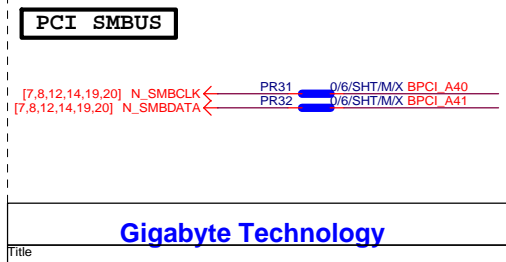 PCI SMBUS
[7,8,12,14,19,20] N_SMBCLK PR31 0/6/SHT/M/X BPCI_A40
[7,8,12,14,19,20] N_SMBDATA PR32 0/6/SHT/M/X BPCI_A41
Gigabyte Technology
Title